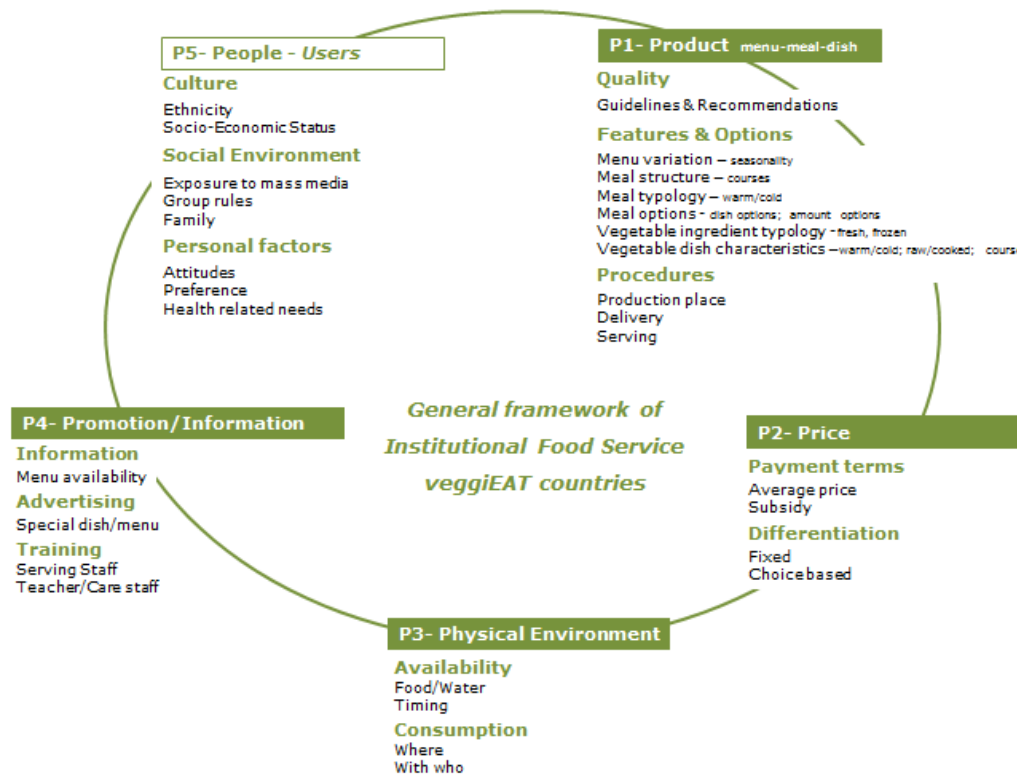 P5- People - Users
Culture
Ethnicity
Socio-Economic Status
Social Environment
Exposure to mass media
Group rules
Family
Personal factors
Attitudes
Preference
Health related needs
P1- Product menu-meal-dish
Quality
Guidelines & Recommendations
Features & Options
Menu variation – seasonality
Meal structure – courses
Meal typology – warm/cold
Meal options - dish options; amount options
Vegetable ingredient typology -fresh, frozen
Vegetable dish characteristics –warm/cold; raw/cooked;
Procedures
Production place
Delivery
Serving
General framework of
Institutional Food Service
veggiEAT countries
P4- Promotion/Information
Information
Menu availability
Advertising
Special dish/menu
Training
Serving Staff
Teacher/Care staff
P2- Price
Payment terms
Average price
Subsidy
Differentiation
Fixed
Choice based
P3- Physical Environment
Availability
Food/Water
Timing
Consumption
Where
With who